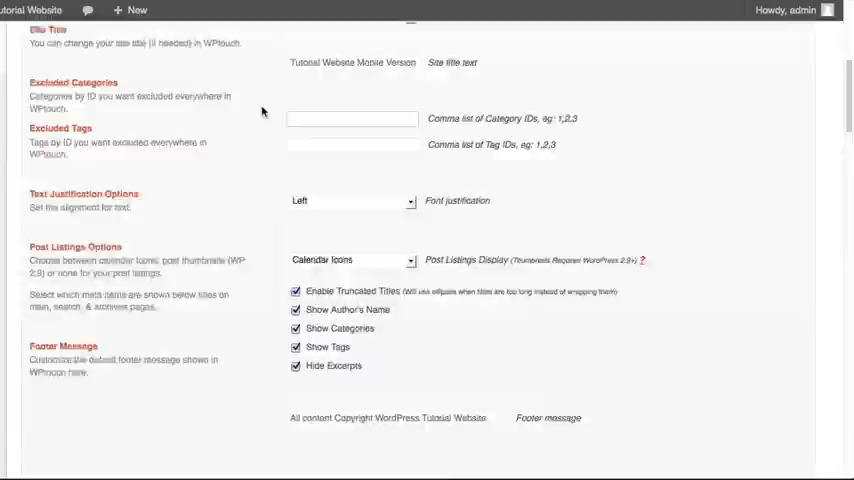 utorial Website New Howdy, admin
Site Title
You can change your site title (if needed) in WPtouch.
Tutorial Website Mobile Version Site title text
Excluded Categories
Categories by ID you want excluded everywhere in
WPtouch.
Comma list of Category IDs, eg: 1,2,3
Excluded Tags
Tags by ID you want excluded everywhere in
WPtouch.
Comma list of Tag IDs, eg: 1,2,3
Text Justification Options
Set the alignment for text.
Left Font justification
Post Listings Options
Choose between calendar icons, post thumbnails (WP
2.9) or none for your post listings.
Calendar Icons Post Listings Display (Thumbnails Requires WordPress 2.9+) ?
Select which meta items are shown below titles on
main, search, & archives pages.
Enable Truncated Titles (Will use ellipses when titles are too long instead of wrapping them)
Show Author's Name
Show Categories
Show Tags
Hide Excerpts
Footer Message
Customize the default footer message shown in
WPtouch here.
All content Copyright WordPress Tutorial Website Footer message